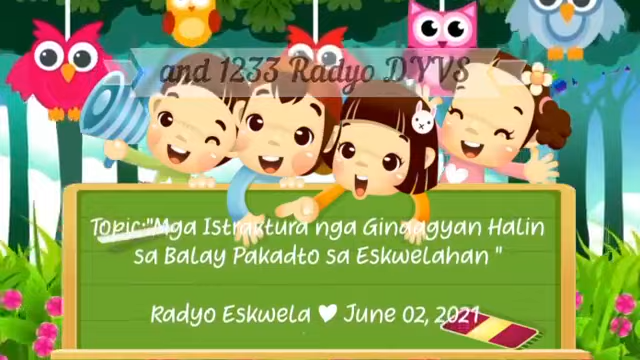 and 1233 Radyo DYVS
Topic:"Mga Istraktura nga Ginaagyan Halin
sa Balay Pakadto sa Eskwelahan "
Radyo Eskwela ♥ June 02, 2021